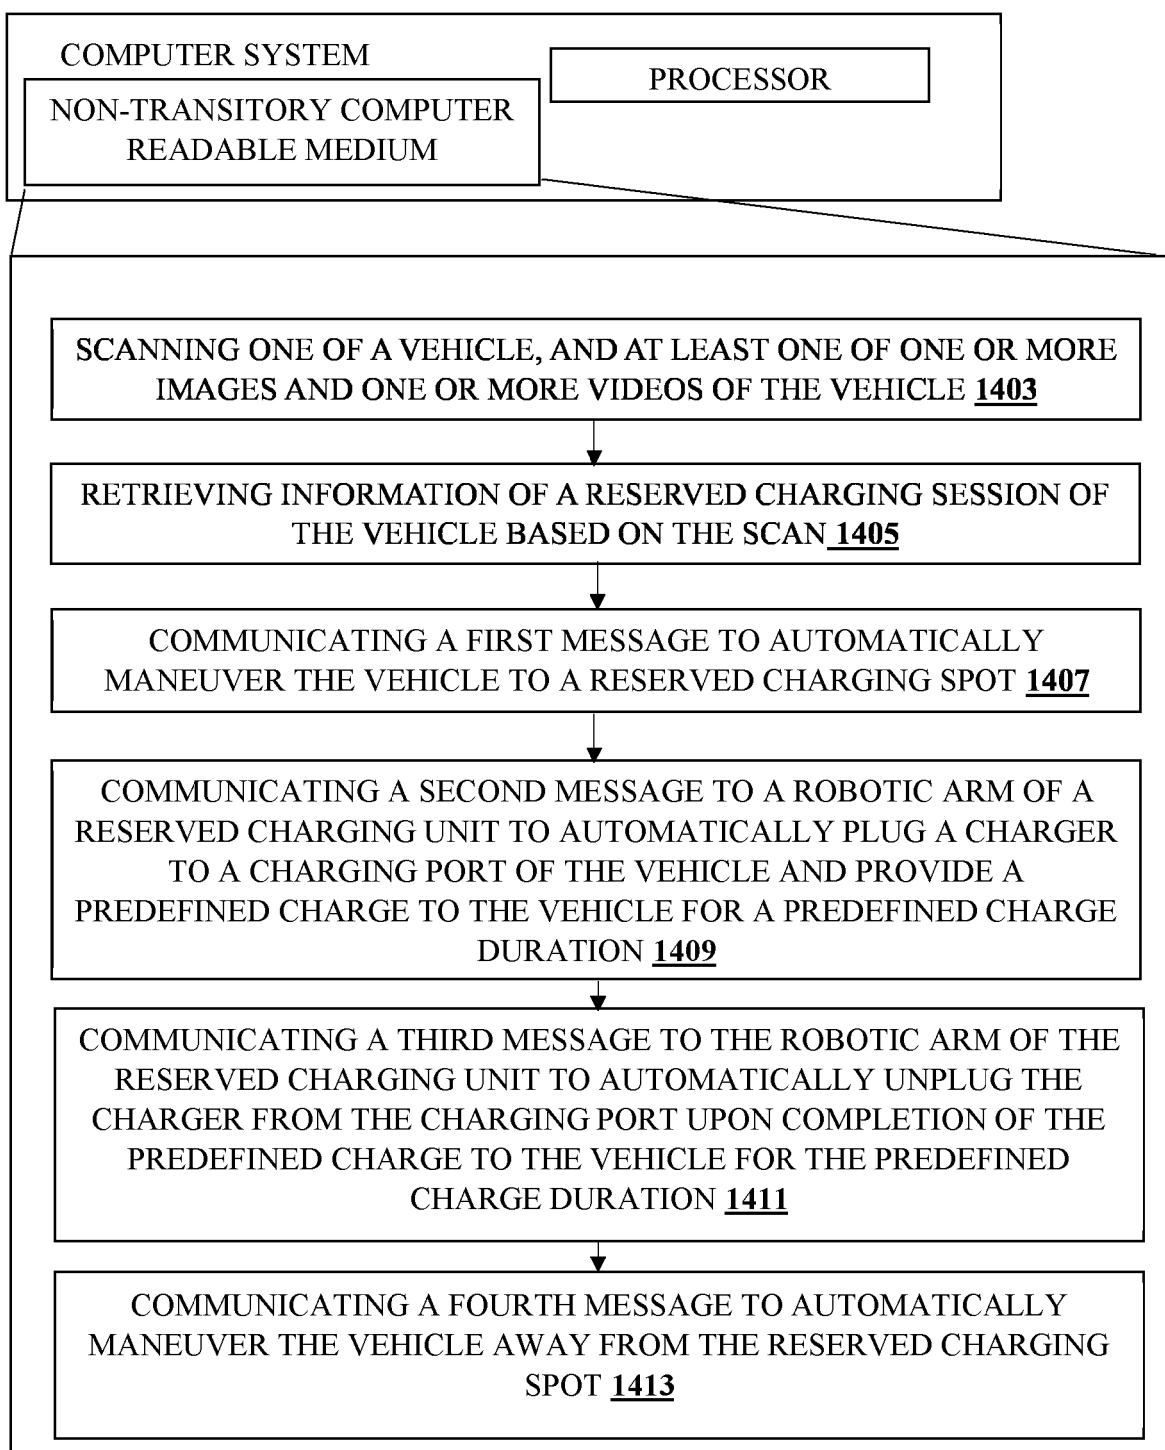 COMPUTER SYSTEM
PROCESSOR
NON-TRANSITORY COMPUTER
READABLE MEDIUM
SCANNING ONE OF A VEHICLE, AND AT LEAST ONE OF ONE OR MORE
IMAGES AND ONE OR MORE VIDEOS OF THE VEHICLE 1403
RETRIEVING INFORMATION OF A RESERVED CHARGING SESSION OF
THE VEHICLE BASED ON THE SCAN 1405
COMMUNICATING A FIRST MESSAGE TO AUTOMATICALLY
MANEUVER THE VEHICLE TO A RESERVED CHARGING SPOT 1407
COMMUNICATING A SECOND MESSAGE TO A ROBOTIC ARM OF A
RESERVED CHARGING UNIT TO AUTOMATICALLY PLUG A CHARGER
TO A CHARGING PORT OF THE VEHICLE AND PROVIDE A
PREDEFINED CHARGE TO THE VEHICLE FOR A PREDEFINED CHARGE
DURATION 1409
COMMUNICATING A THIRD MESSAGE TO THE ROBOTIC ARM OF THE
RESERVED CHARGING UNIT TO AUTOMATICALLY UNPLUG THE
CHARGER FROM THE CHARGING PORT UPON COMPLETION OF THE
PREDEFINED CHARGE TO THE VEHICLE FOR THE PREDEFINED
CHARGE DURATION 1411
COMMUNICATING A FOURTH MESSAGE TO AUTOMATICALLY
MANEUVER THE VEHICLE AWAY FROM THE RESERVED CHARGING
SPOT 1413